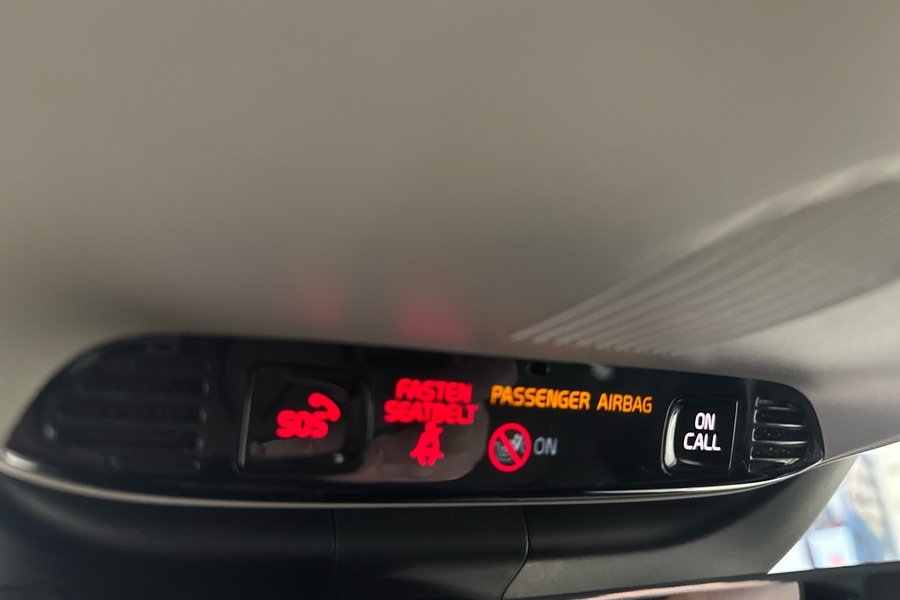 SOS
FASTEN
SEATBELT
PASSENGER AIRBAG
ON
ON
CALL